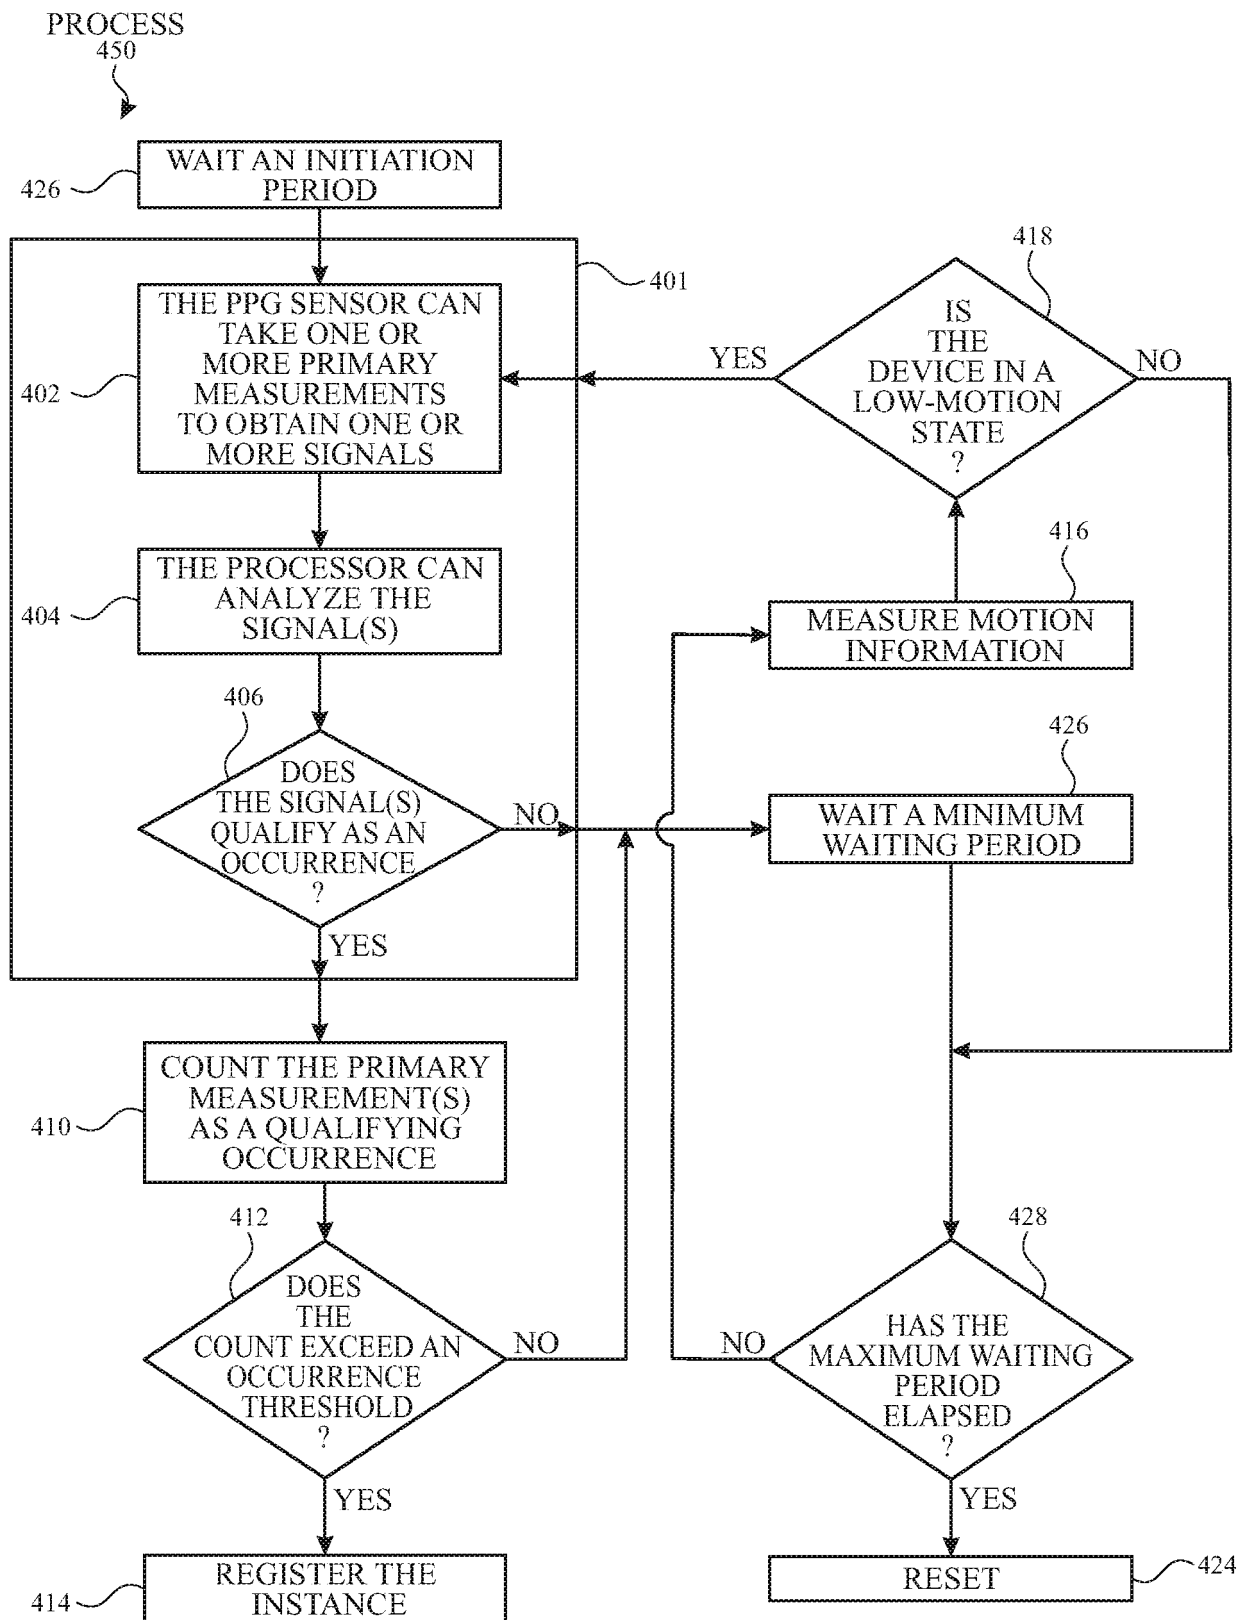 PROCESS
450
WAIT AN INITIATION
PERIOD
426
401
THE PPG SENSOR CAN
TAKE ONE OR
MORE PRIMARY
MEASUREMENTS
TO OBTAIN ONE OR
MORE SIGNALS
402
THE PROCESSOR CAN
ANALYZE THE
SIGNAL(S)
404
406
DOES
THE SIGNAL(S)
QUALIFY AS AN
OCCURRENCE
?
NO
YES
COUNT THE PRIMARY
MEASUREMENT(S)
AS A QUALIFYING
OCCURRENCE
410
412
DOES
THE
COUNT EXCEED AN
OCCURRENCE
THRESHOLD
?
NO
YES
REGISTER THE
INSTANCE
414
418
IS
THE
DEVICE IN A
LOW-MOTION
STATE
?
YES
NO
416
MEASURE MOTION
INFORMATION
426
WAIT A MINIMUM
WAITING PERIOD
428
HAS THE
MAXIMUM WAITING
PERIOD
ELAPSED
?
NO
YES
RESET
424